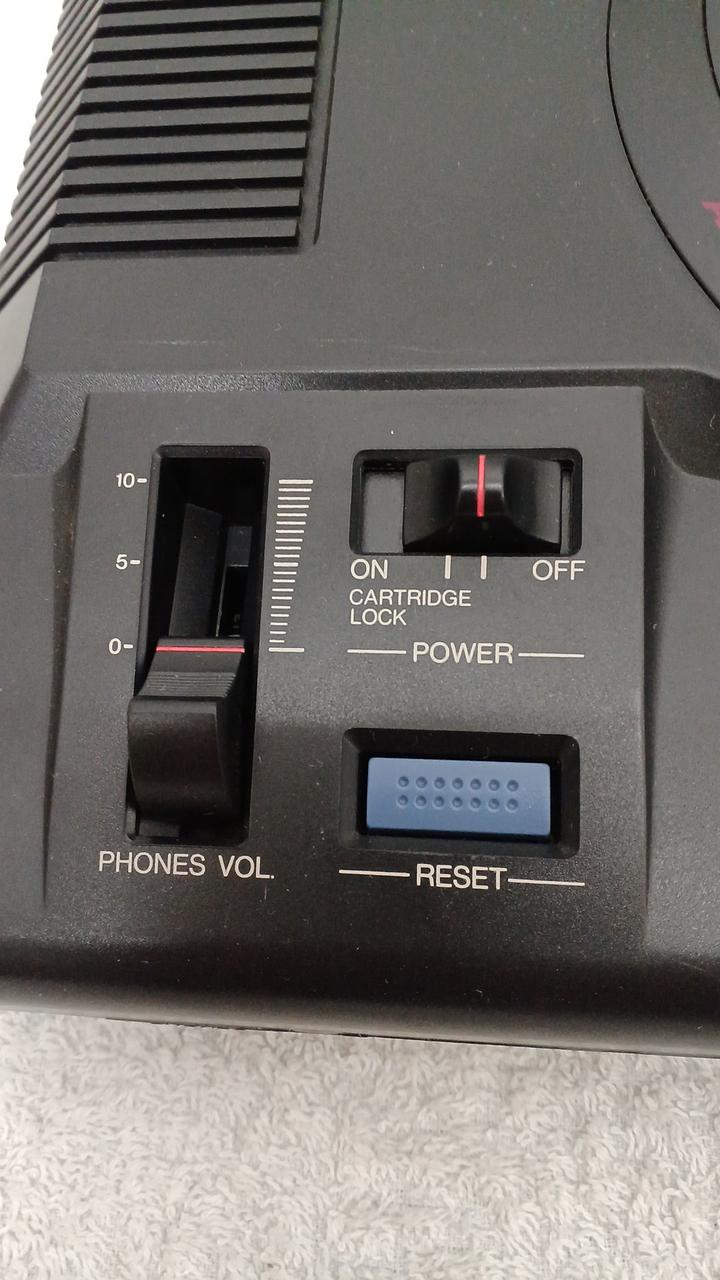 10-
5-
0-
PHONES VOL.
ON
OFF
CARTRIDGE
LOCK
POWER
RESET